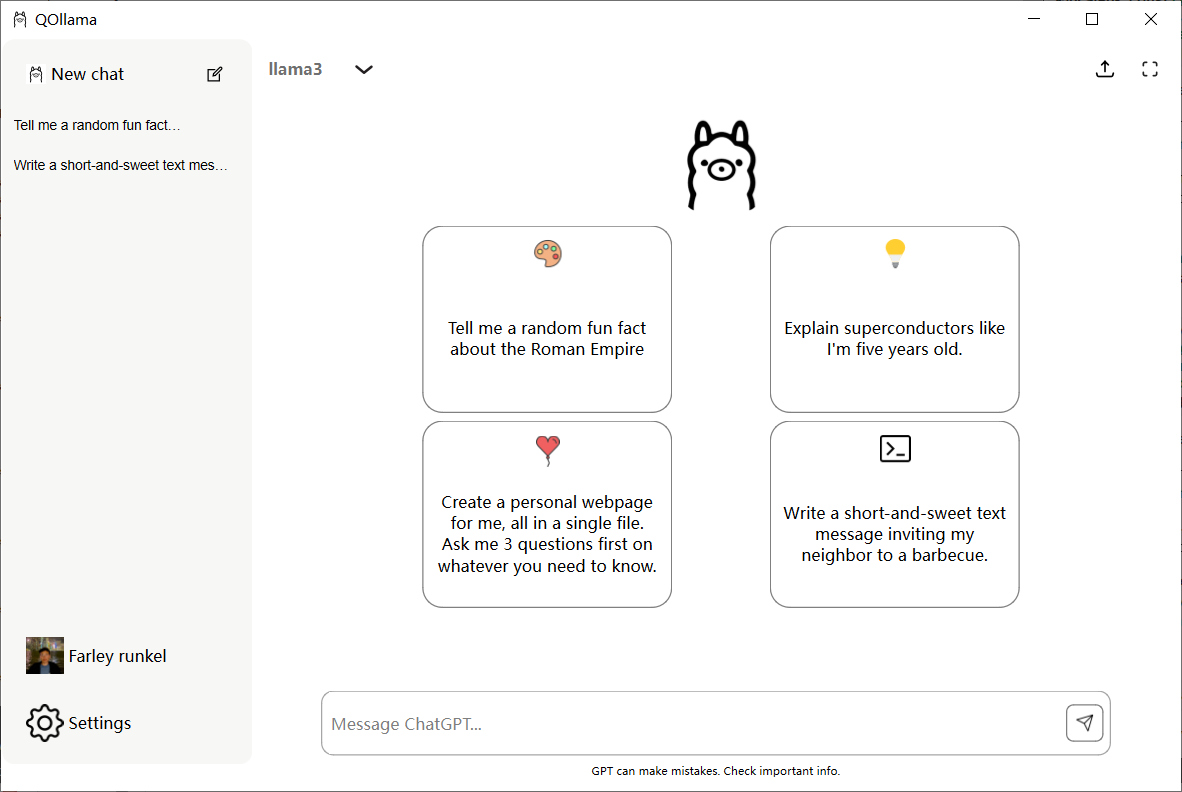 QOllama
New chat
Tell me a random fun fact...
Write a short-and-sweet text mes...
Farley runkel
Settings
llama3
Tell me a random fun fact
about the Roman Empire
Explain superconductors like
I'm five years old.
Create a personal webpage
for me, all in a single file.
Ask me 3 questions first on
whatever you need to know.
Write a short-and-sweet text
message inviting my
neighbor to a barbecue.
Message ChatGPT...
GPT can make mistakes. Check important info.